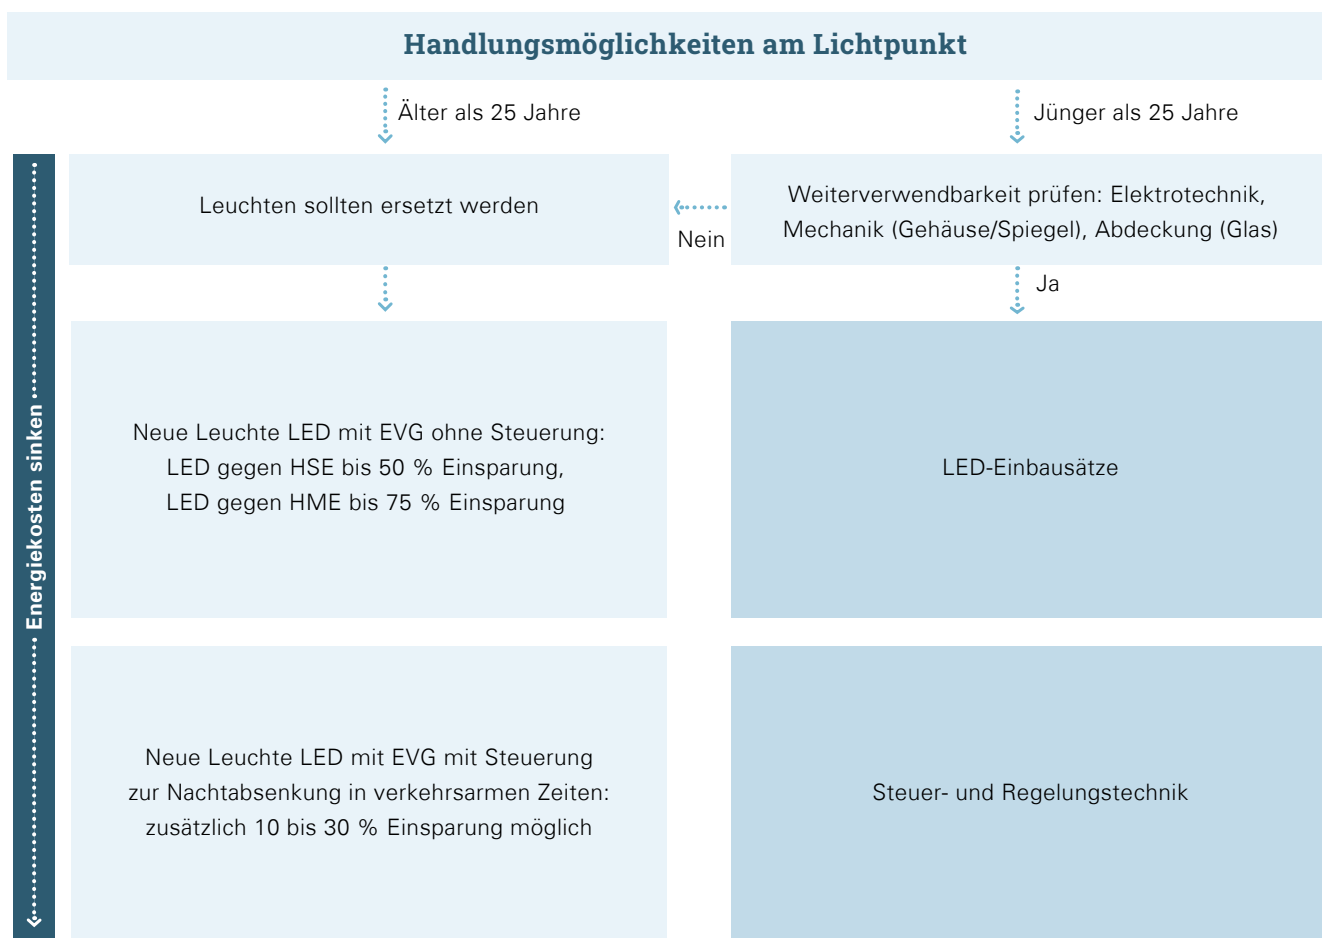 Handlungsmöglichkeiten am Lichtpunkt
Älter als 25 Jahre
Jünger als 25 Jahre
Leuchten sollten ersetzt werden
Nein
Weiterverwendbarkeit prüfen: Elektrotechnik,
Mechanik (Gehäuse/Spiegel), Abdeckung (Glas)
Ja
Energiekosten sinken
Neue Leuchte LED mit EVG ohne Steuerung:
LED gegen HSE bis 50 % Einsparung,
LED gegen HME bis 75 % Einsparung
LED-Einbausätze
Neue Leuchte LED mit EVG mit Steuerung
zur Nachtabsenkung in verkehrsarmen Zeiten:
zusätzlich 10 bis 30 % Einsparung möglich
Steuer- und Regelungstechnik